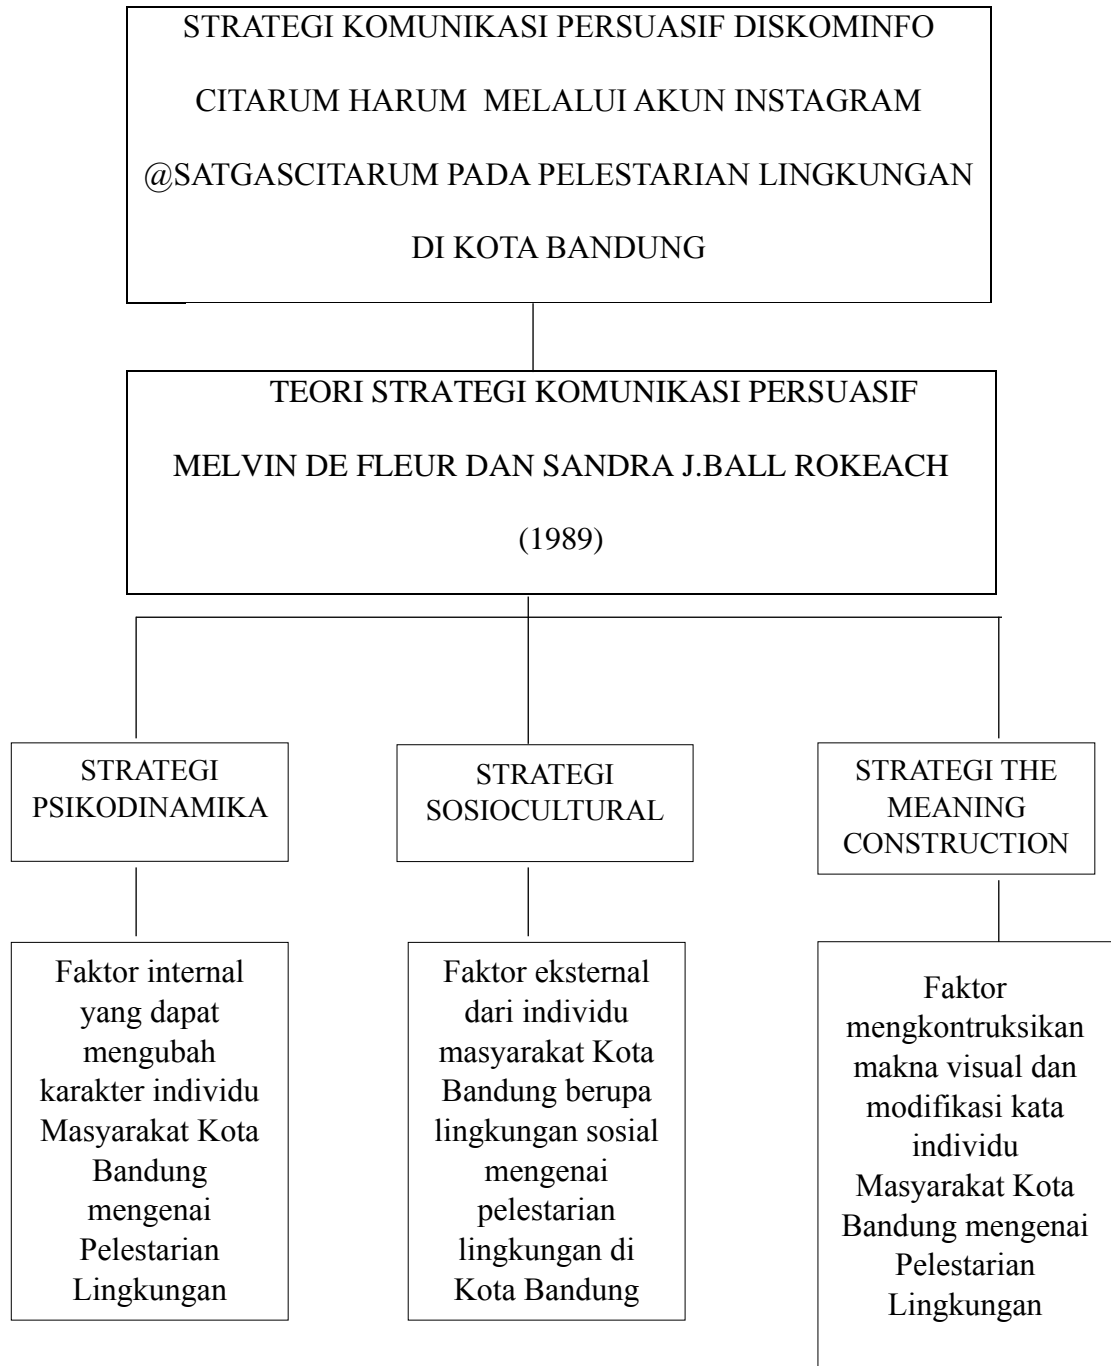 STRATEGI KOMUNIKASI PERSUASIF DISKOMINFO
CITARUM HARUM MELALUI AKUN INSTAGRAM
@SATGASCITARUM PADA PELESTARIAN LINGKUNGAN
DI KOTA BANDUNG
TEORI STRATEGI KOMUNIKASI PERSUASIF
MELVIN DE FLEUR DAN SANDRA J.BALL ROKEACH
(1989)
STRATEGI
PSIKODINAMIKA
STRATEGI
SOSIOCULTURAL
STRATEGI THE
MEANING
CONSTRUCTION
Faktor internal
yang dapat
mengubah
karakter individu
Masyarakat Kota
Bandung
mengenai
Pelestarian
Lingkungan
Faktor eksternal
dari individu
masyarakat Kota
Bandung berupa
lingkungan sosial
mengenai
pelestarian
lingkungan di
Kota Bandung
Faktor
mengkontruksikan
makna visual dan
modifikasi kata
individu
Masyarakat Kota
Bandung mengenai
Pelestarian
Lingkungan